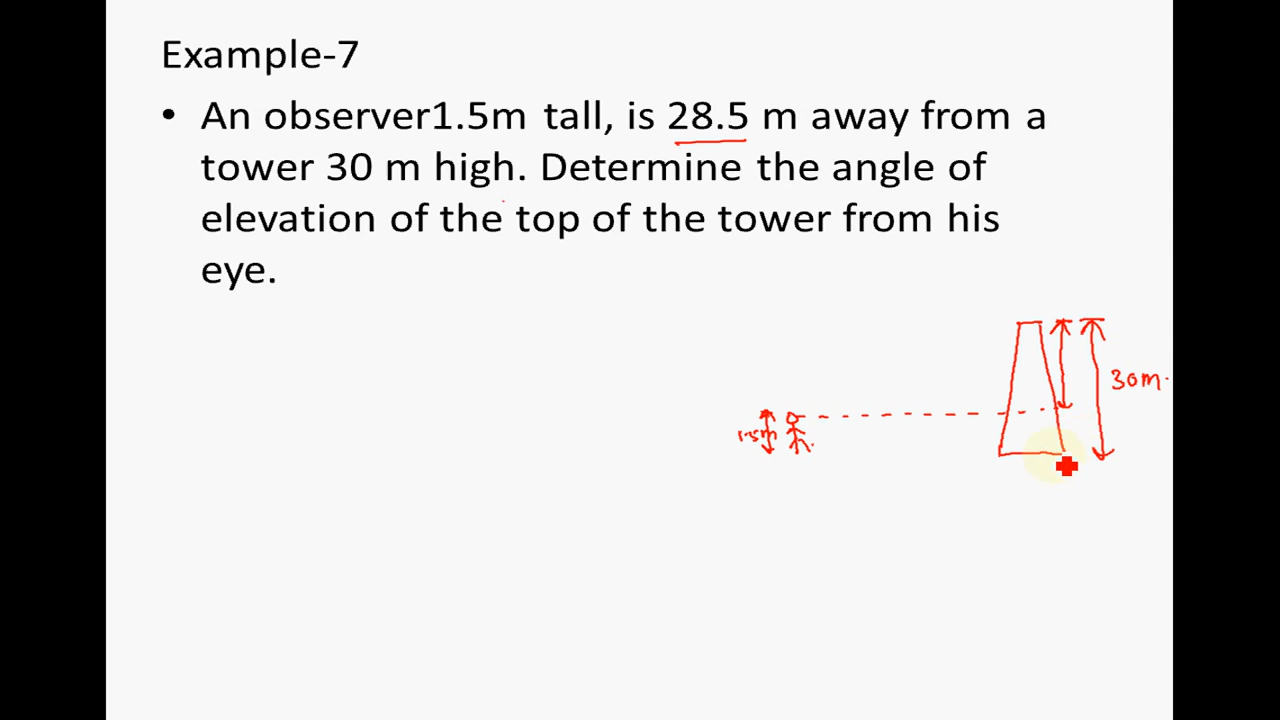 Example-7
• An observer1.5m tall, is 28.5 m away from a
tower 30 m high. Determine the angle of
elevation of the top of the tower from his
eye.
30m.
1.5m